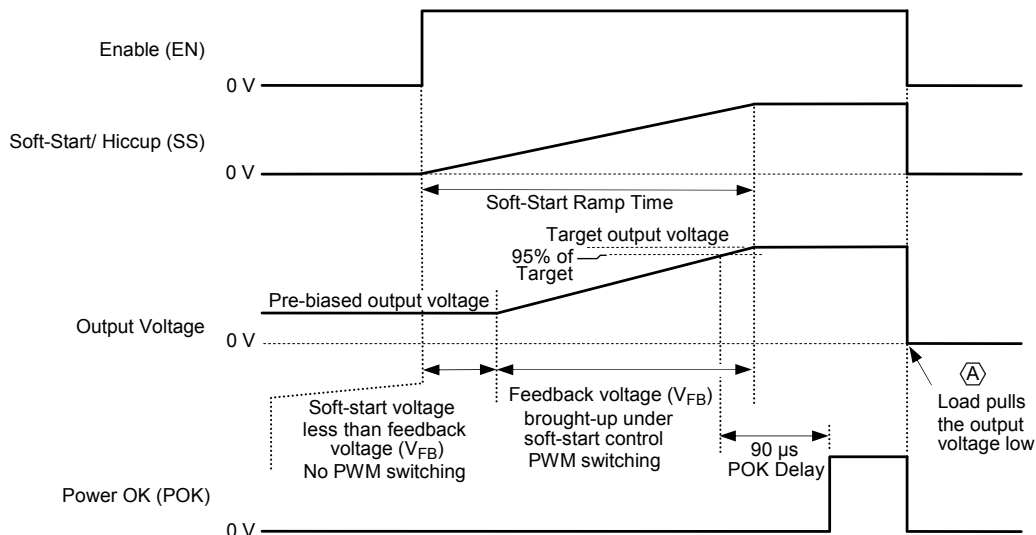 Enable (EN)
0 V
Soft-Start/ Hiccup (SS)
0 V
Soft-Start Ramp Time
Target output voltage
95% of
Target
Pre-biased output voltage
Output Voltage
0 V
A
Soft-start voltage
less than feedback
voltage (VFB)
No PWM switching
Feedback voltage (VFB)
brought-up under
soft-start control
PWM switching
Load pulls
the output
voltage low
90 µs
POK Delay
Power OK (POK)
0 V